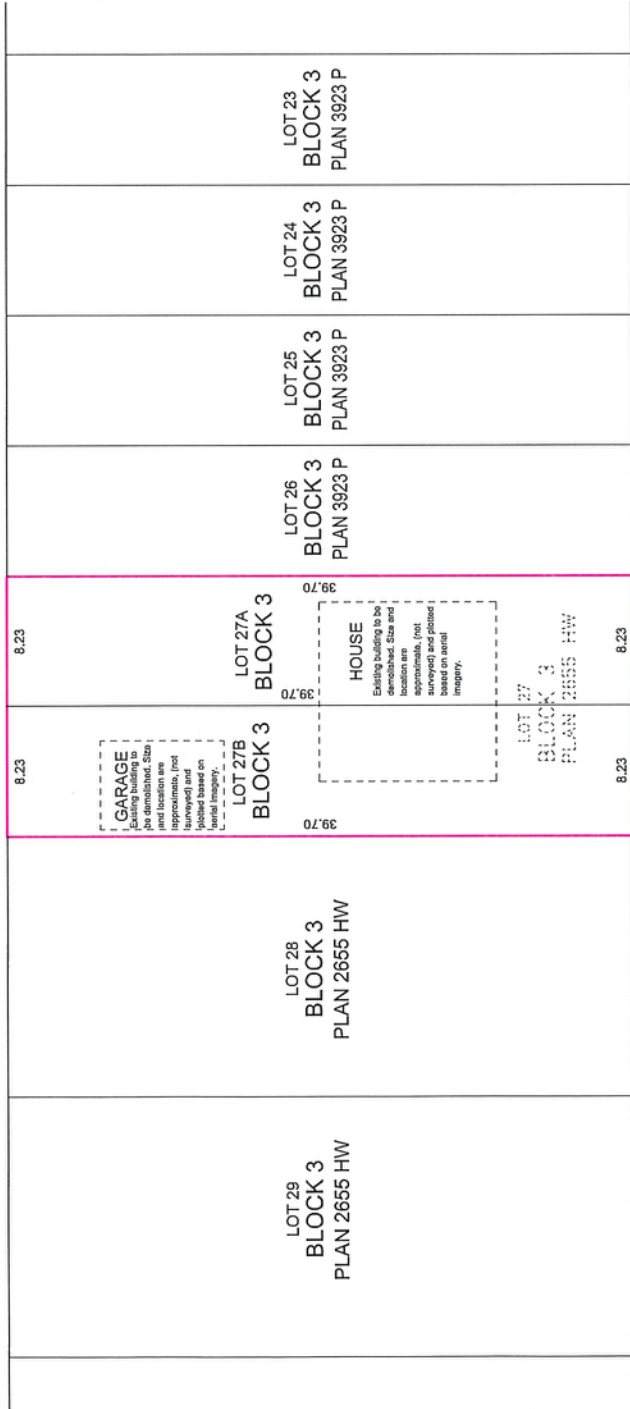 8.23
8.23
GARAGE
Existing building to
be demolished. Size
and location are
approximate, (not
surveyed) and
plotted based on
aerial imagery.
LOT 29
BLOCK 3
PLAN 2655 HW
LOT 28
BLOCK 3
PLAN 2655 HW
39.70
LOT 27B
BLOCK 3
39.70
LOT 27A
BLOCK 3
39.70
LOT 26
BLOCK 3
PLAN 3923 P
LOT 25
BLOCK 3
PLAN 3923 P
LOT 24
BLOCK 3
PLAN 3923 P
LOT 23
BLOCK 3
PLAN 3923 P
HOUSE
Existing building to be
demolished. Size and
location are
approximate, (not
surveyed) and plotted
based on aerial
imagery.
LOT 27
BLOCK 3
PLAN 2655 HW
8.23
8.23